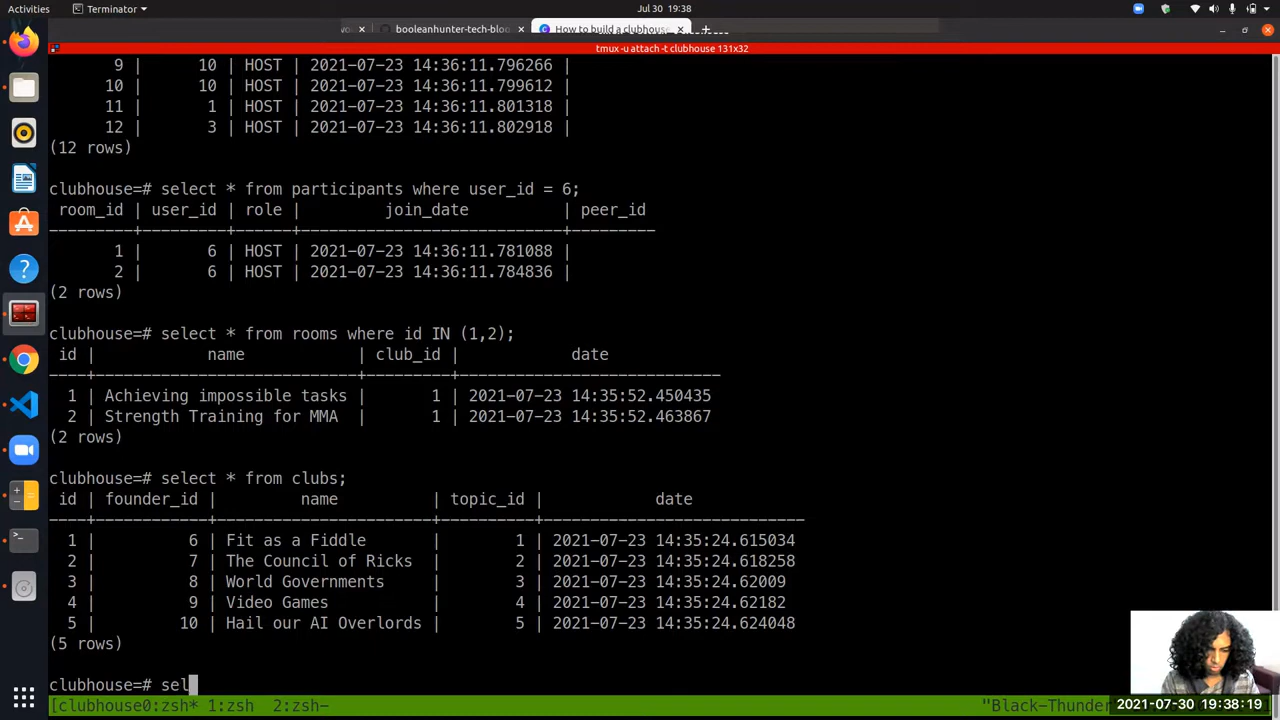 Activities Terminator Jul 30 19:38
booleanhunter-tech-bloo × How to build a clubhouse × +
tmux -u attach -t clubhouse 131x32
9 | 10 | HOST | 2021-07-23 14:36:11.796266 |
10 | 10 | HOST | 2021-07-23 14:36:11.799612 |
11 | 1 | HOST | 2021-07-23 14:36:11.801318 |
12 | 3 | HOST | 2021-07-23 14:36:11.802918 |
(12 rows)
clubhouse=# select * from participants where user_id = 6;
room_id | user_id | role | join_date | peer_id
---------+---------+------+----------------------------+---------
1 | 6 | HOST | 2021-07-23 14:36:11.781088 |
2 | 6 | HOST | 2021-07-23 14:36:11.784836 |
(2 rows)
clubhouse=# select * from rooms where id IN (1,2);
id | name | club_id | date
----+----------------------------+---------+----------------------------
1 | Achieving impossible tasks | 1 | 2021-07-23 14:35:52.450435
2 | Strength Training for MMA | 1 | 2021-07-23 14:35:52.463867
(2 rows)
clubhouse=# select * from clubs;
id | founder_id | name | topic_id | date
----+------------+-----------------------+----------+----------------------------
1 | 6 | Fit as a Fiddle | 1 | 2021-07-23 14:35:24.615034
2 | 7 | The Council of Ricks | 2 | 2021-07-23 14:35:24.618258
3 | 8 | World Governments | 3 | 2021-07-23 14:35:24.62009
4 | 9 | Video Games | 4 | 2021-07-23 14:35:24.62182
5 | 10 | Hail our AI Overlords | 5 | 2021-07-23 14:35:24.624048
(5 rows)
clubhouse=# sel
[clubhouse0:zsh* 1:zsh 2:zsh- "Black-Thunder 2021-07-30 19:38:19